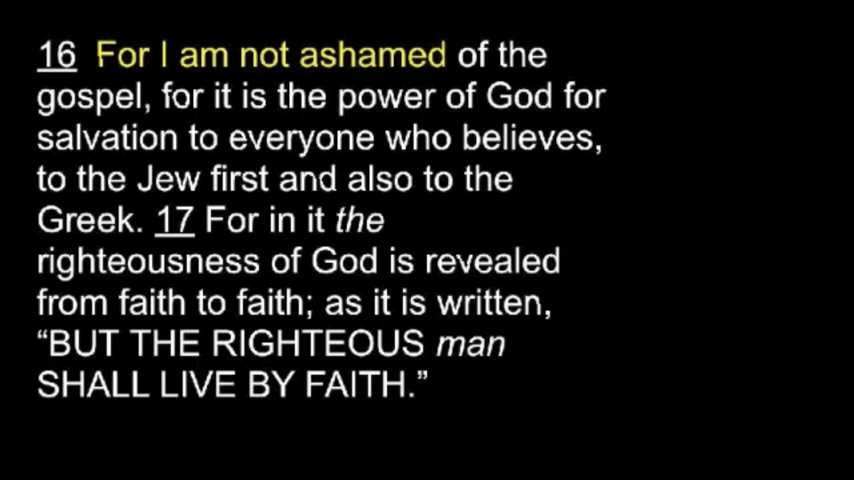 16 For I am not ashamed of the
gospel, for it is the power of God for
salvation to everyone who believes,
to the Jew first and also to the
Greek. 17 For in it the
righteousness of God is revealed
from faith to faith; as it is written,
“BUT THE RIGHTEOUS man
SHALL LIVE BY FAITH.”